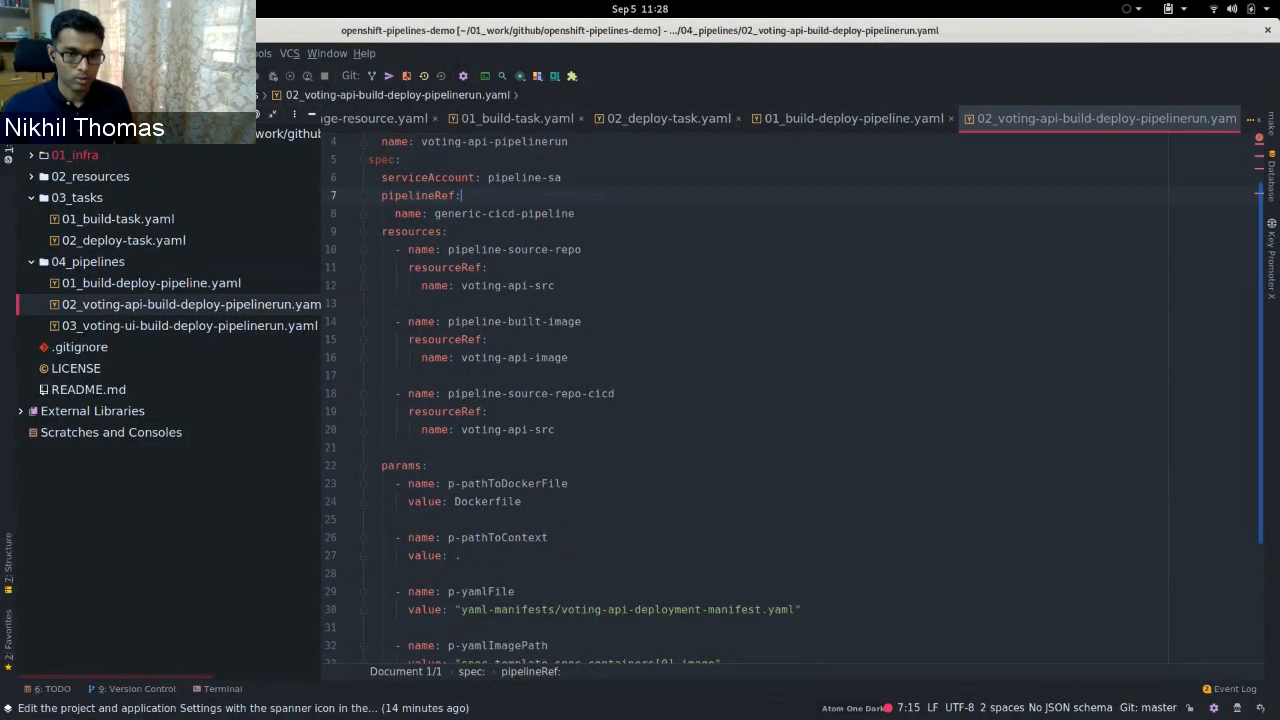 Sep 5 11:28
openshift-pipelines-demo [~/01_work/github/openshift-pipelines-demo] - .../04_pipelines/02_voting-api-build-deploy-pipelinerun.yaml
ools VCS Window Help
Git:
02_voting-api-build-deploy-pipelinerun.yaml
ge-resource.yaml 01_build-task.yaml 02_deploy-task.yaml 01_build-deploy-pipeline.yaml 02_voting-api-build-deploy-pipelinerun.yam
Nikhil Thomas
work/github
01_infra
02_resources
03_tasks
01_build-task.yaml
02_deploy-task.yaml
04_pipelines
01_build-deploy-pipeline.yaml
02_voting-api-build-deploy-pipelinerun.yam
03_voting-ui-build-deploy-pipelinerun.yaml
.gitignore
LICENSE
README.md
External Libraries
Scratches and Consoles
4 name: voting-api-pipelinerun
5 spec:
6 serviceAccount: pipeline-sa
7 pipelineRef:
8 name: generic-cicd-pipeline
9 resources:
10 - name: pipeline-source-repo
11 resourceRef:
12 name: voting-api-src
13
14 - name: pipeline-built-image
15 resourceRef:
16 name: voting-api-image
17
18 - name: pipeline-source-repo-cicd
19 resourceRef:
20 name: voting-api-src
21
22 params:
23 - name: p-pathToDockerFile
24 value: Dockerfile
25
26 - name: p-pathToContext
27 value: .
28
29 - name: p-yamlFile
30 value: "yaml-manifests/voting-api-deployment-manifest.yaml"
31
32 - name: p-yamlImagePath
33 value: "spec.template.spec.containers[0].image"
make
Database
Key Promoter X
Z: Structure
2: Favorites
Document 1/1 spec: pipelineRef:
6: TODO 9: Version Control Terminal 2 Event Log
Edit the project and application Settings with the spanner icon in the... (14 minutes ago) Atom One Dark 7:15 LF UTF-8 2 spaces No JSON schema Git: master